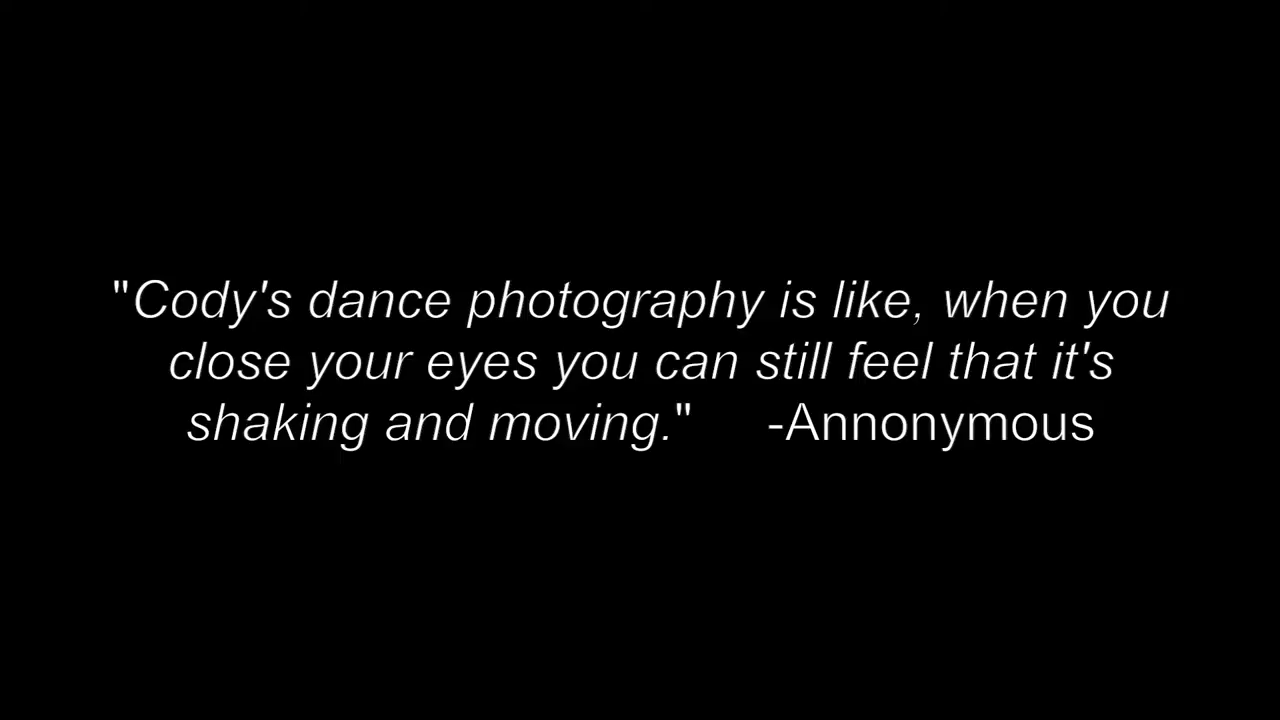 "Cody's dance photography is like, when you
close your eyes you can still feel that it's
shaking and moving." -Annonymous